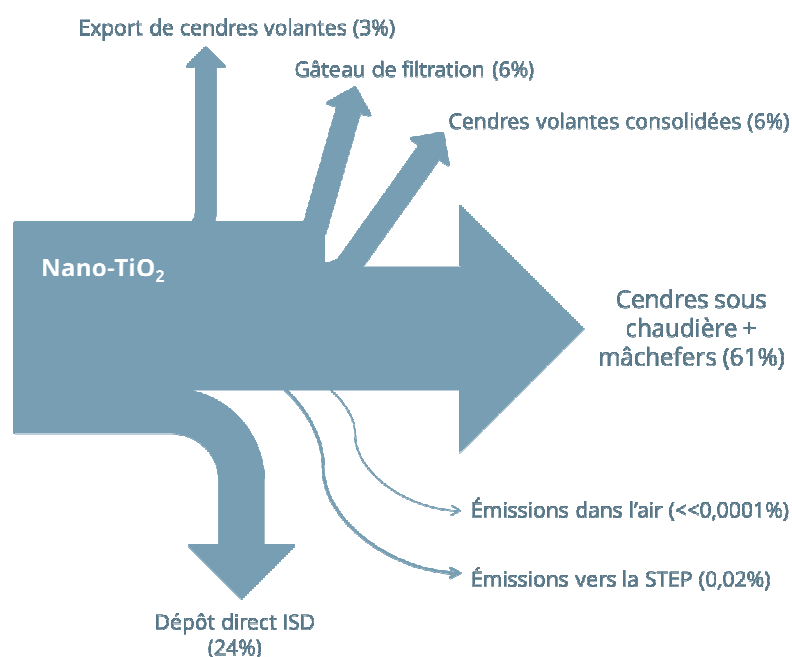 Export de cendres volantes (3%)
Gâteau de filtration (6%)
Cendres volantes consolidées (6%)
Nano-TiO₂
Cendres sous
chaudière +
mâchefers (61%)
Émissions dans l'air (<<0,0001%)
Émissions vers la STEP (0,02%)
Dépôt direct ISD
(24%)